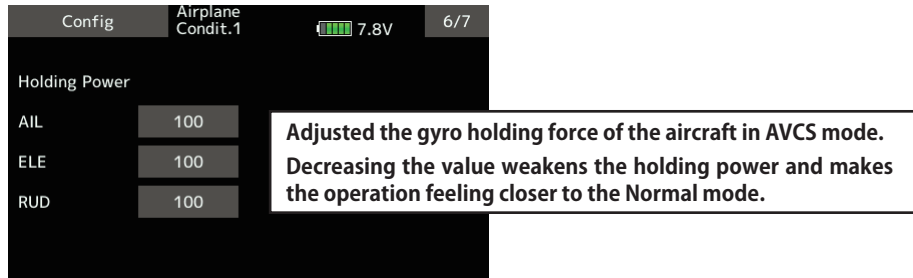 Config
Airplane
Condit.1
7.8V
6/7
Holding Power
AIL 100
ELE 100
RUD 100
Adjusted the gyro holding force of the aircraft in AVCS mode.
Decreasing the value weakens the holding power and makes
the operation feeling closer to the Normal mode.